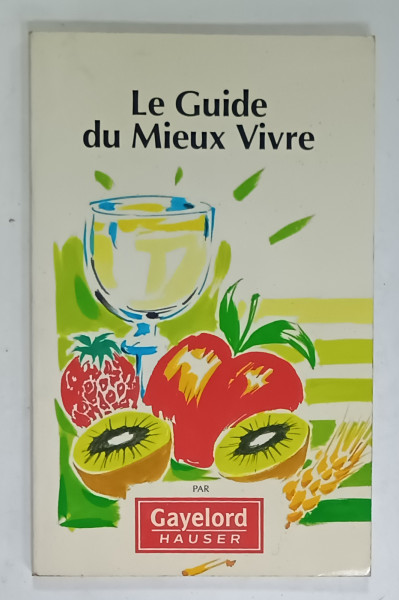 Le Guide
du Mieux Vivre
PAR
Gayelord
HAUSER